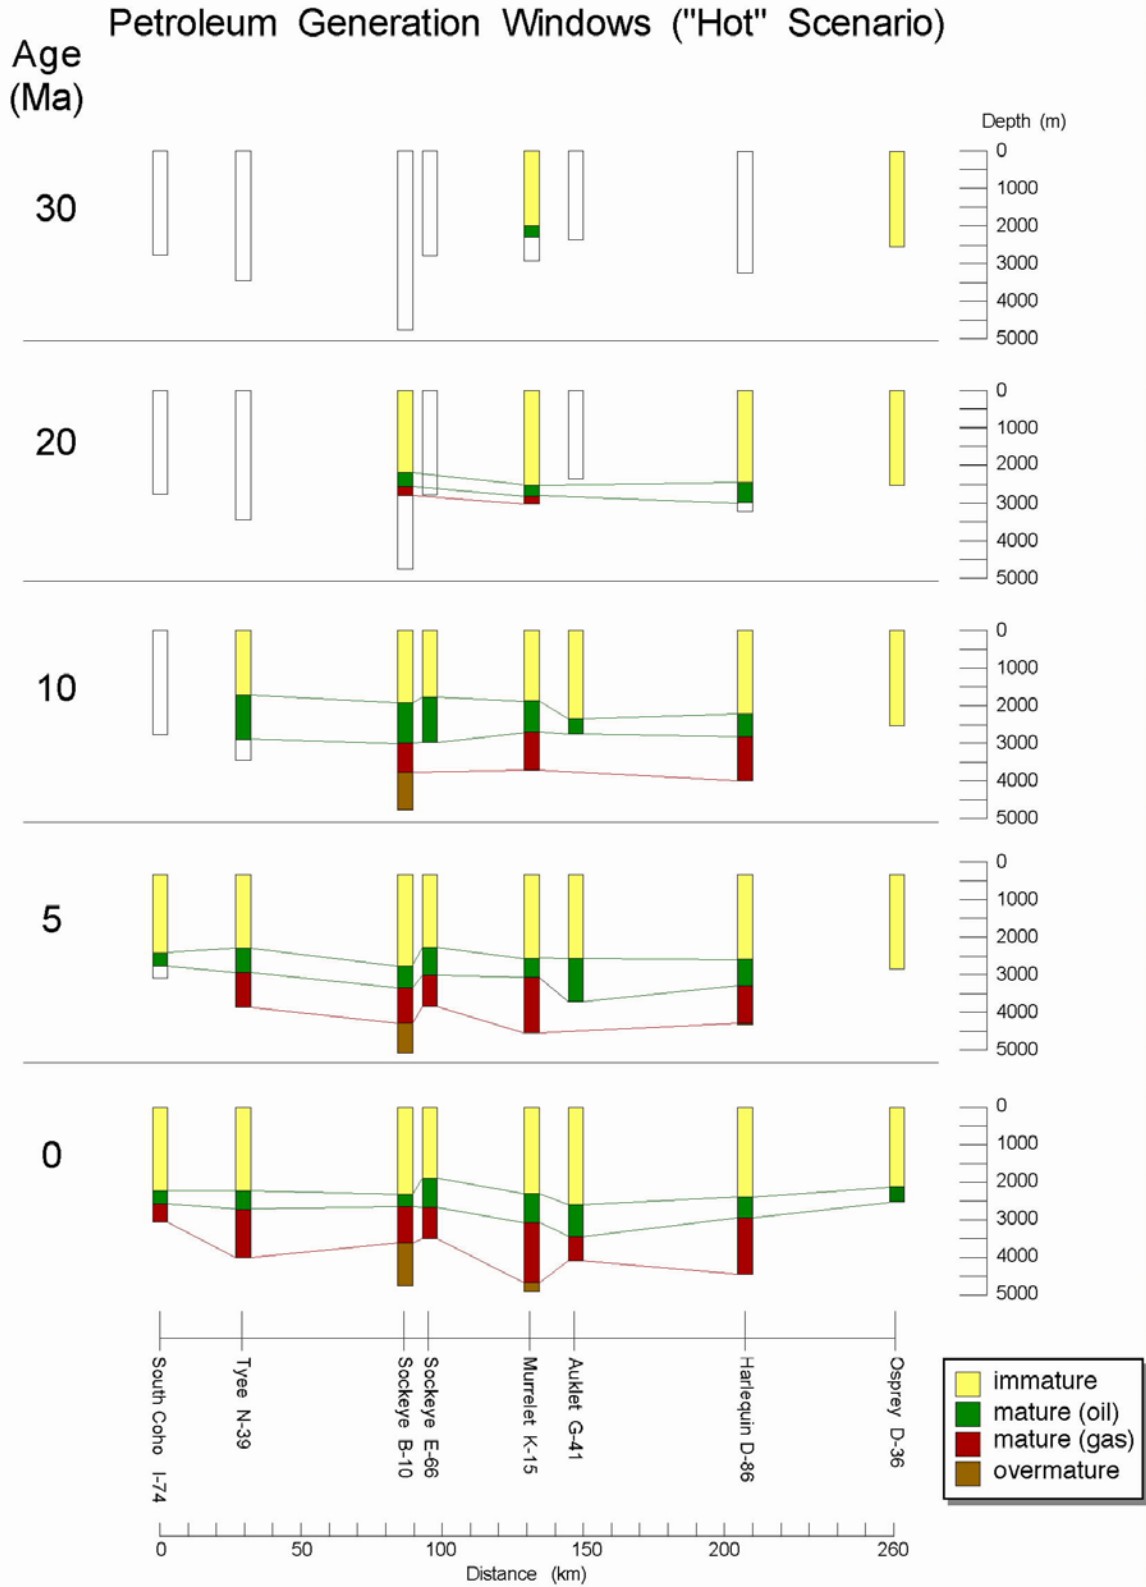 Petroleum Generation Windows ("Hot" Scenario)
Age
(Ma)
Depth (m)
30
0
1000
2000
3000
4000
5000
20
0
1000
2000
3000
4000
5000
10
0
1000
2000
3000
4000
5000
5
0
1000
2000
3000
4000
5000
0
0
1000
2000
3000
4000
5000
South Coho I-74
Tyee N-39
Sockeye B-10
Sockeye E-66
Murrelet K-15
Auklet G-41
Harlequin D-86
Osprey D-36
immature
mature (oil)
mature (gas)
overmature
0 50 100 150 200 260
Distance (km)